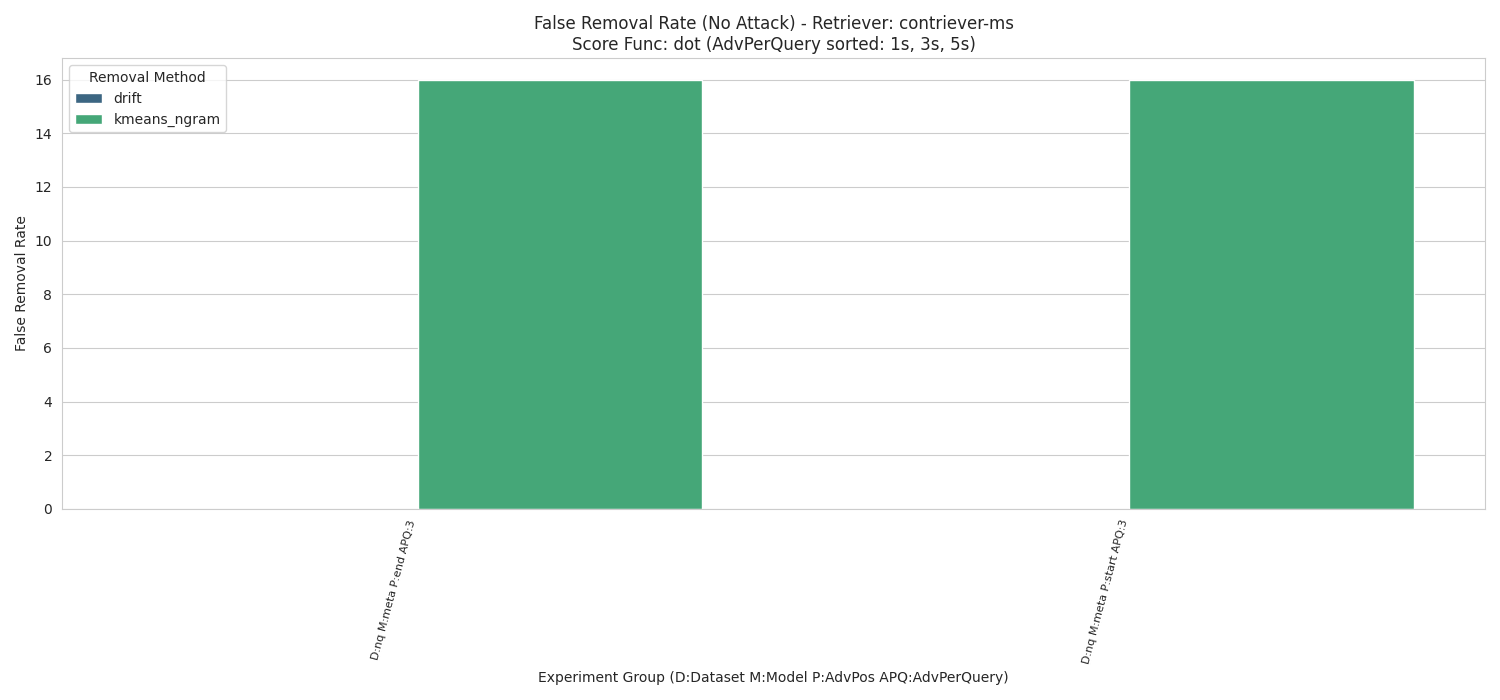 False Removal Rate (No Attack) - Retriever: contriever-ms
Score Func: dot (AdvPerQuery sorted: 1s, 3s, 5s)
Removal Method
drift
kmeans_ngram
False Removal Rate
16
14
12
10
8
6
4
2
0
D:nq M:meta P:end APQ:3
D:nq M:meta P:start APQ:3
Experiment Group (D:Dataset M:Model P:AdvPos APQ:AdvPerQuery)